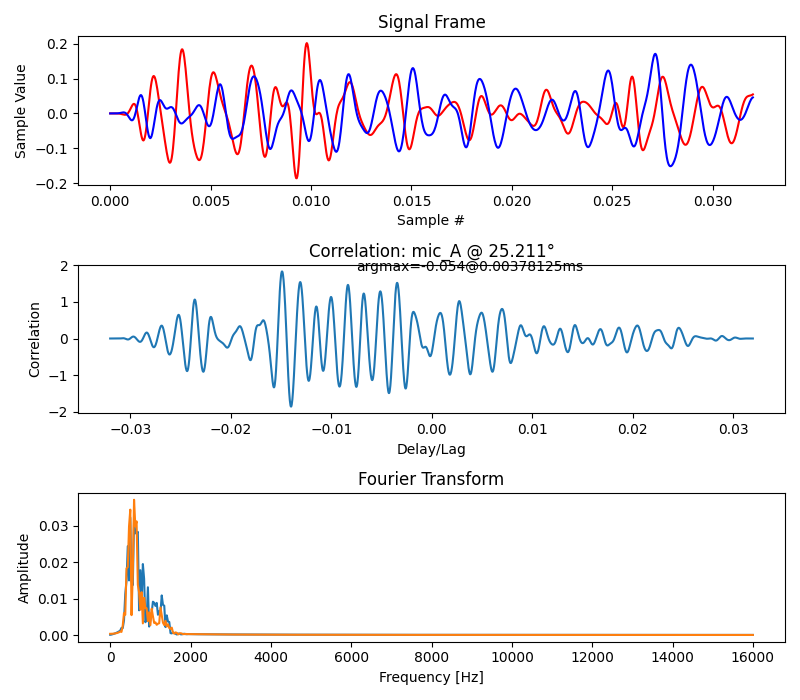 Signal Frame
Sample Value
0.2
0.1
0.0
−0.1
−0.2
0.000 0.005 0.010 0.015 0.020 0.025 0.030
Sample #
Correlation: mic_A @ 25.211°
argmax=-0.054@0.00378125ms
Correlation
2
1
0
−1
−2
−0.03 −0.02 −0.01 0.00 0.01 0.02 0.03
Delay/Lag
Fourier Transform
Amplitude
0.03
0.02
0.01
0.00
0 2000 4000 6000 8000 10000 12000 14000 16000
Frequency [Hz]